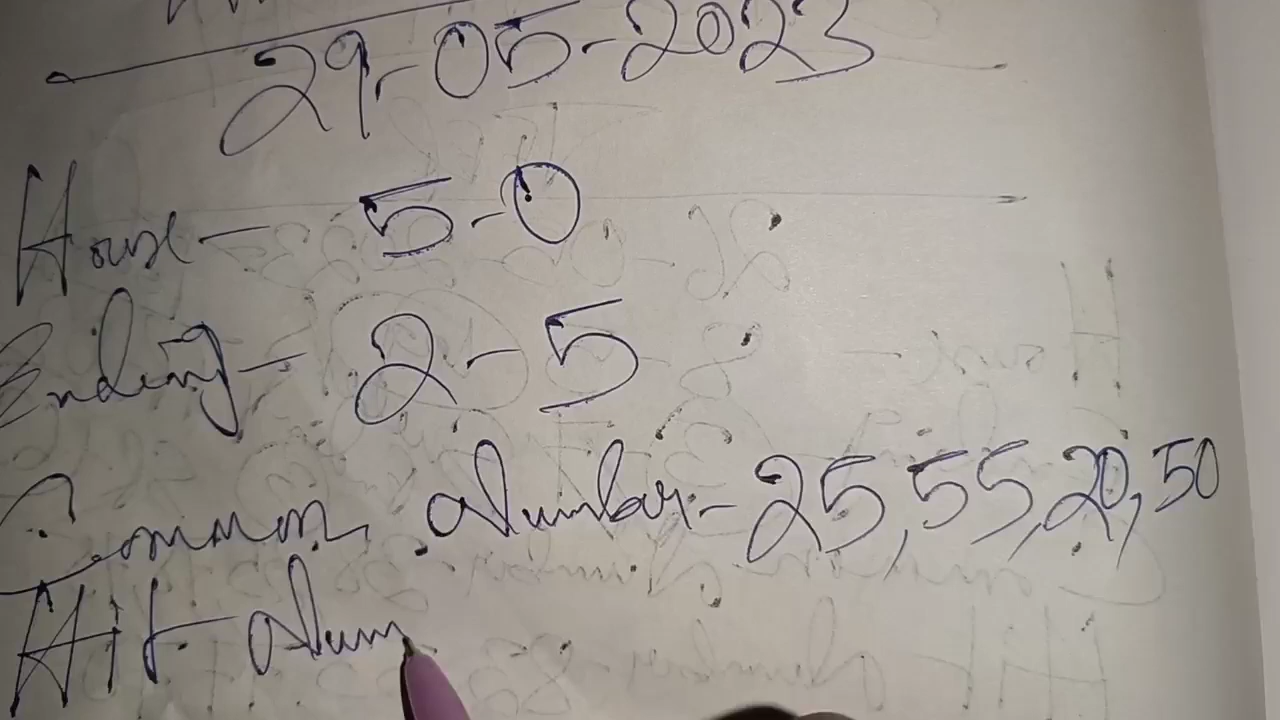 29-05-2023
House- 5-0
Ending- 2-5
Common Number- 25, 55, 20, 50
Hit Num